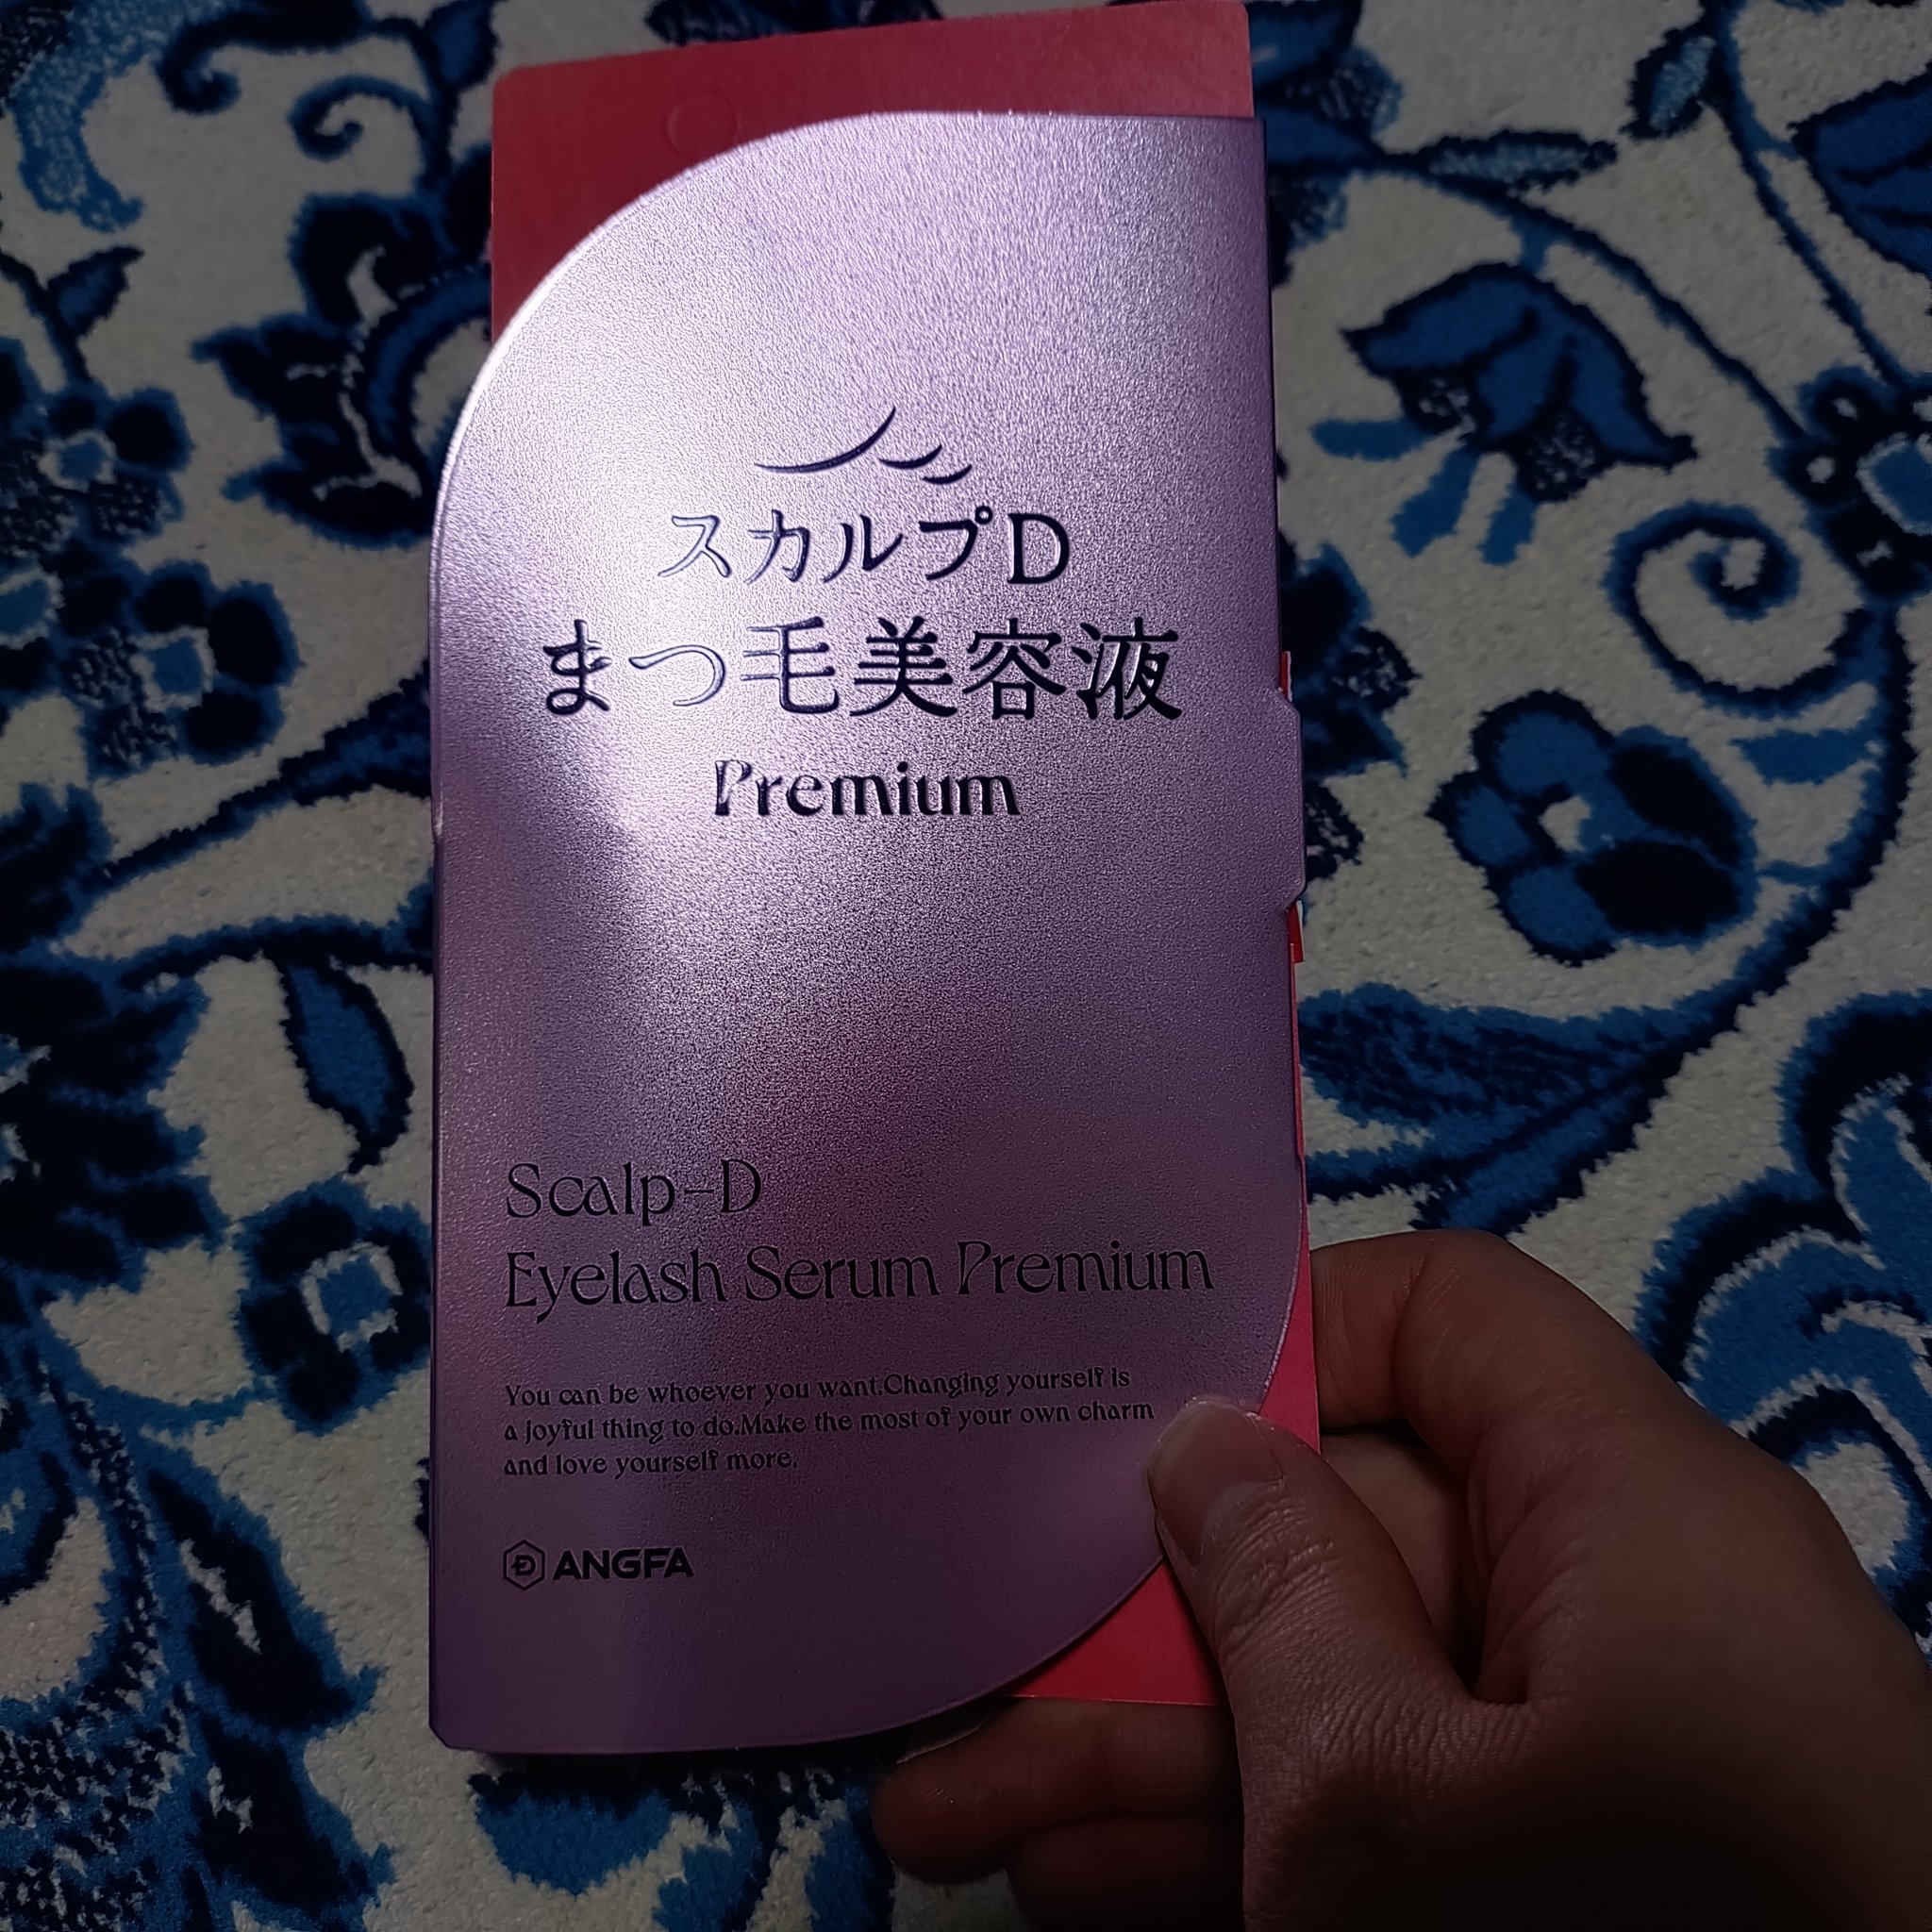 スカルプD
まつ毛美容液
Premium
Scalp-D
Eyelash Serum Premium
You can be whoever you want.Changing yourself is
a joyful thing to do.Make the most of your own charm
and love yourself more.
ANGFA